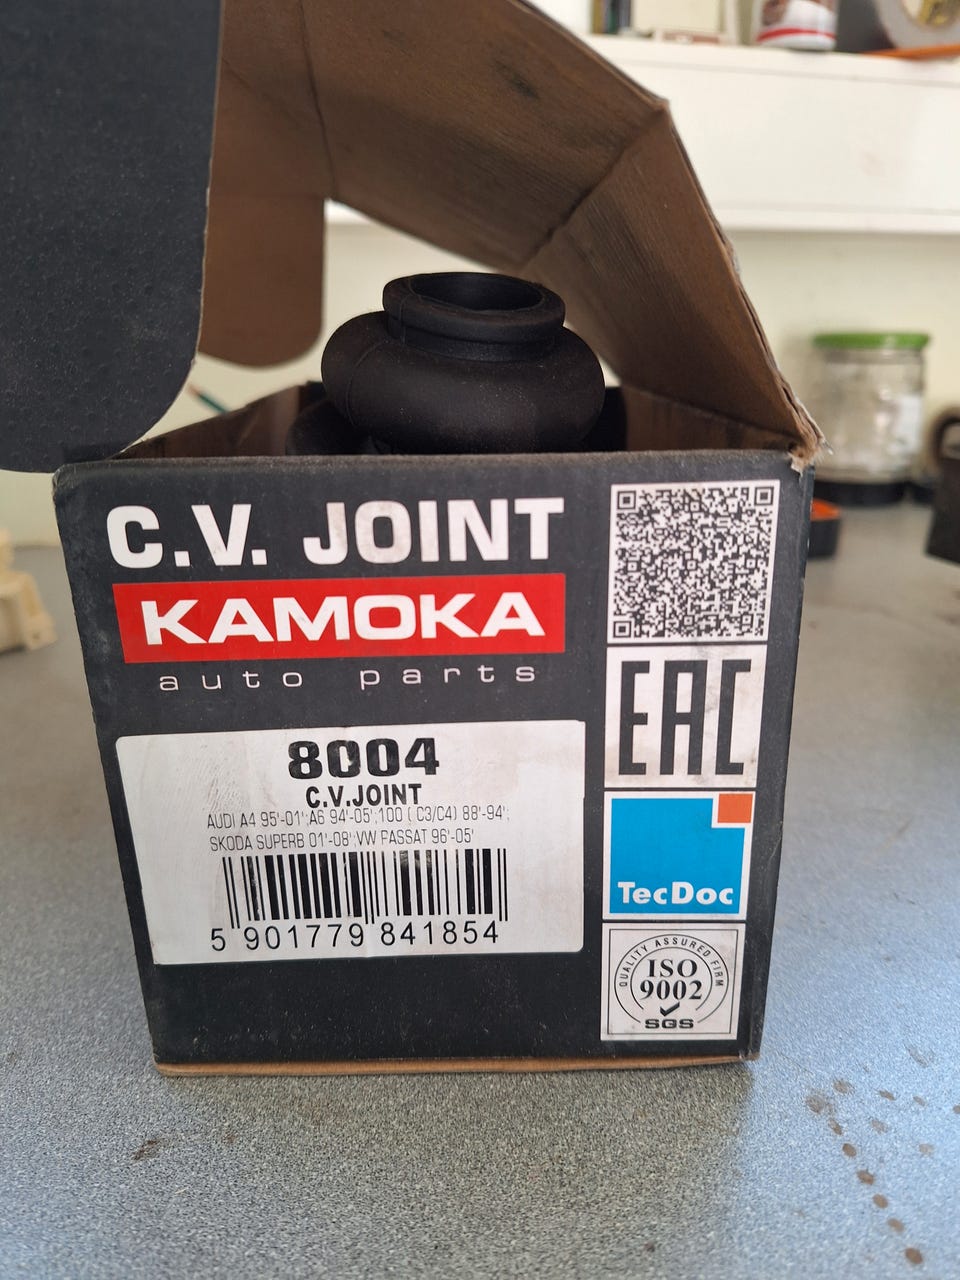 C.V. JOINT
KAMOKA
auto parts
8004
C.V.JOINT
AUDI A4 95'-01';A6 94'-05';100 ( C3/C4) 88'-94';
SKODA SUPERB 01'-08';VW PASSAT 96'-05'
5 901779 841854
EAC
TecDoc
QUALITY ASSURED FIRM
ISO
9002
SGS